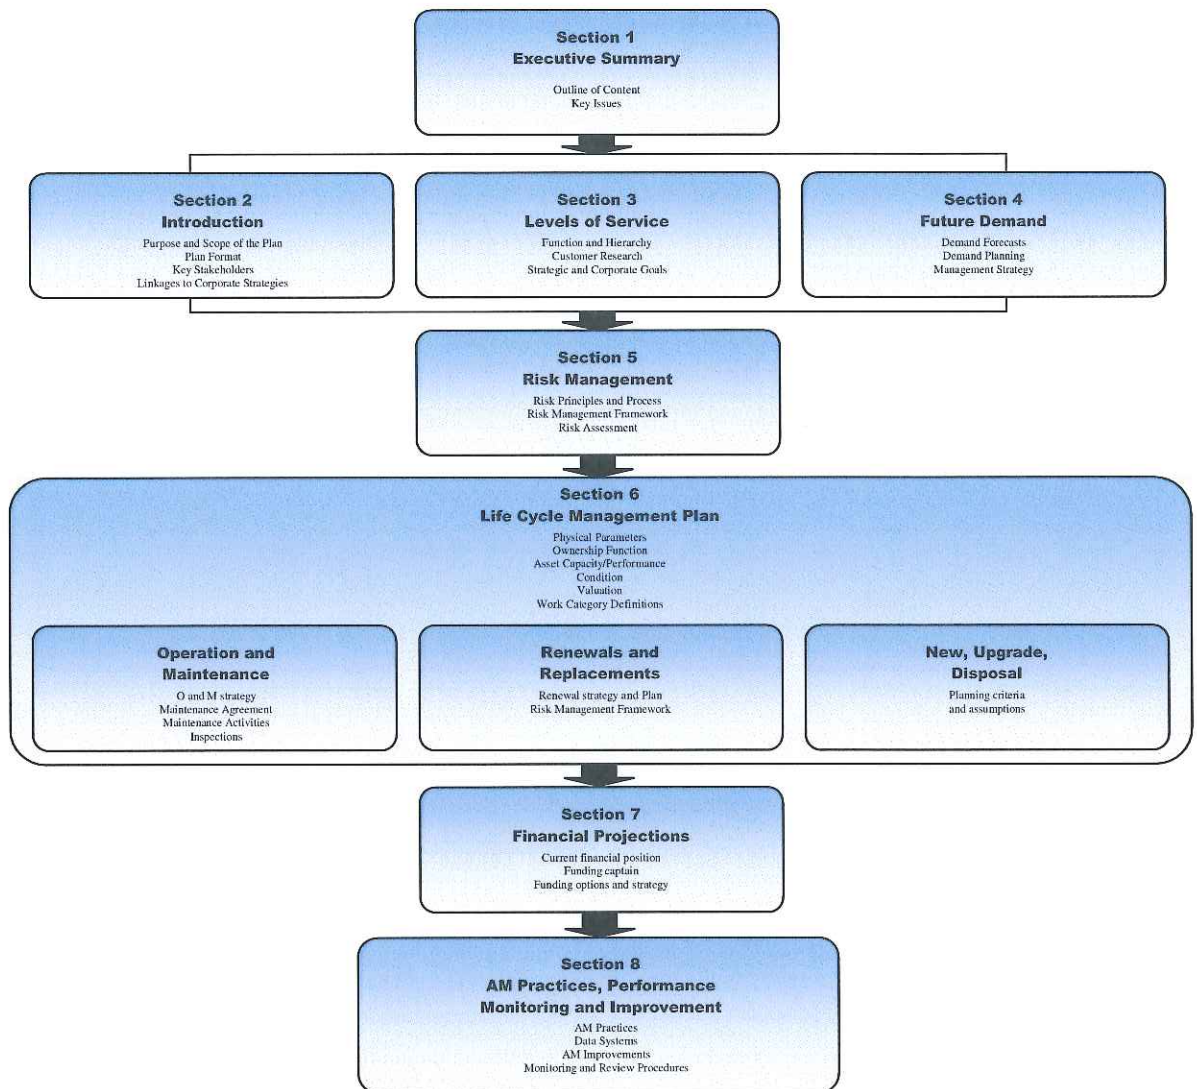 Section 1
Executive Summary
Outline of Content
Key Issues
Section 2
Introduction
Purpose and Scope of the Plan
Plan Format
Key Stakeholders
Linkages to Corporate Strategies
Section 3
Levels of Service
Function and Hierarchy
Customer Research
Strategic and Corporate Goals
Section 4
Future Demand
Demand Forecasts
Demand Planning
Management Strategy
Section 5
Risk Management
Risk Principles and Process
Risk Management Framework
Risk Assessment
Section 6
Life Cycle Management Plan
Physical Parameters
Ownership Function
Asset Capacity/Performance
Condition
Valuation
Work Category Definitions
Operation and
Maintenance
O and M strategy
Maintenance Agreement
Maintenance Activities
Inspections
Renewals and
Replacements
Renewal strategy and Plan
Risk Management Framework
New, Upgrade,
Disposal
Planning criteria
and assumptions
Section 7
Financial Projections
Current financial position
Funding captain
Funding options and strategy
Section 8
AM Practices, Performance
Monitoring and Improvement
AM Practices
Data Systems
AM Improvements
Monitoring and Review Procedures